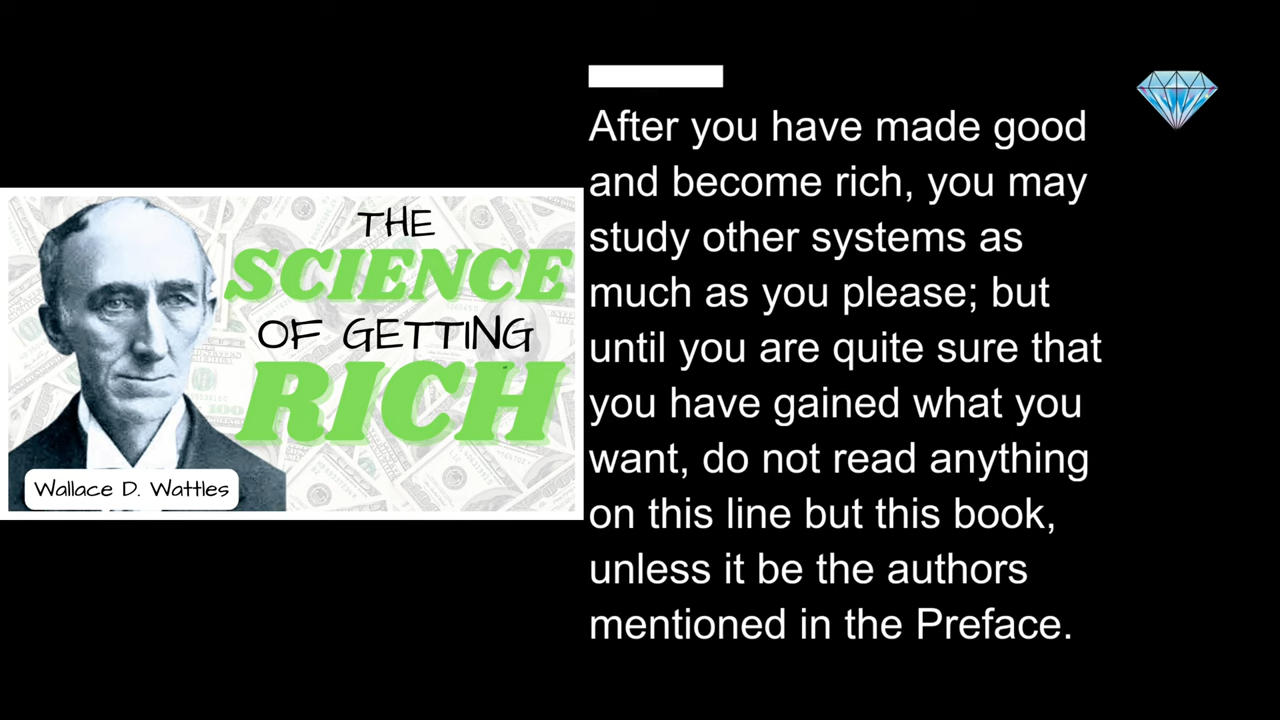 THE
SCIENCE
OF GETTING
RICH
Wallace D. Wattles
After you have made good
and become rich, you may
study other systems as
much as you please; but
until you are quite sure that
you have gained what you
want, do not read anything
on this line but this book,
unless it be the authors
mentioned in the Preface.